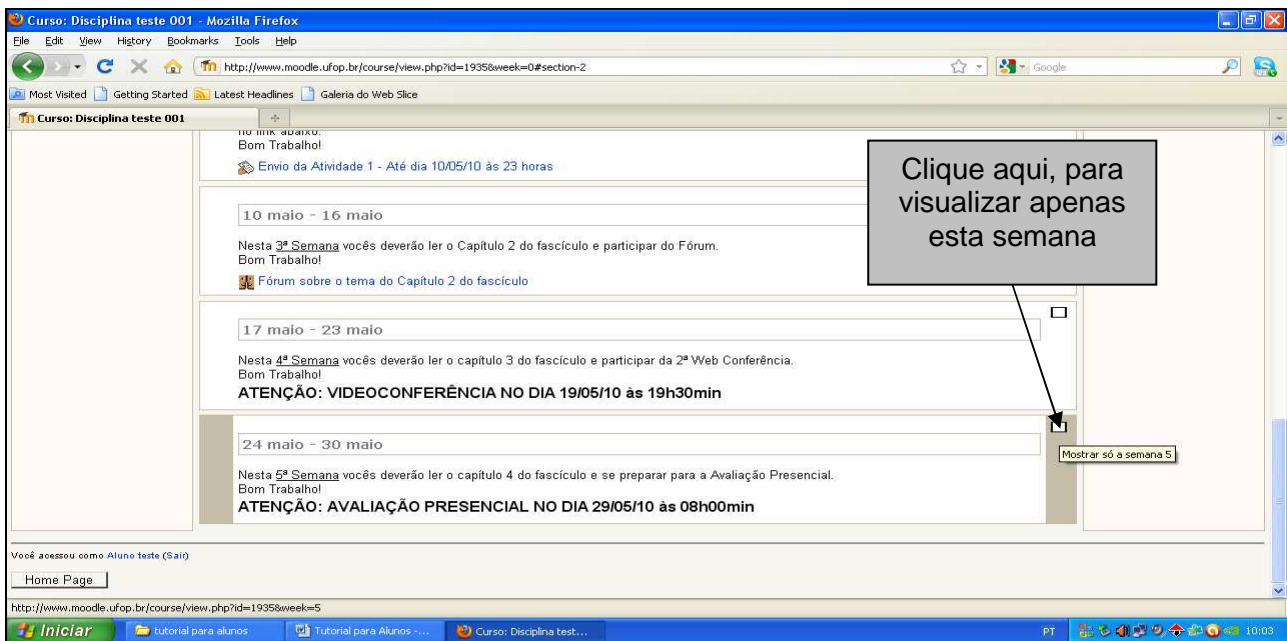 Curso: Disciplina teste 001 - Mozilla Firefox
File Edit View History Bookmarks Tools Help
http://www.moodle.ufop.br/course/view.php?id=1935&week=0#section-2
Google
Most Visited Getting Started Latest Headlines Galeria do Web Slice
Curso: Disciplina teste 001
no link abaixo.
Bom Trabalho!
Envio da Atividade 1 - Até dia 10/05/10 às 23 horas
Clique aqui, para
visualizar apenas
esta semana
10 maio - 16 maio
Nesta 3ª Semana vocês deverão ler o Capítulo 2 do fascículo e participar do Fórum.
Bom Trabalho!
Fórum sobre o tema do Capítulo 2 do fascículo
17 maio - 23 maio
Nesta 4ª Semana vocês deverão ler o capítulo 3 do fascículo e participar da 2ª Web Conferência.
Bom Trabalho!
ATENÇÃO: VIDEOCONFERÊNCIA NO DIA 19/05/10 às 19h30min
24 maio - 30 maio
Mostrar só a semana 5
Nesta 5ª Semana vocês deverão ler o capítulo 4 do fascículo e se preparar para a Avaliação Presencial.
Bom Trabalho!
ATENÇÃO: AVALIAÇÃO PRESENCIAL NO DIA 29/05/10 às 08h00min
Você acessou como Aluno teste (Sair)
Home Page
http://www.moodle.ufop.br/course/view.php?id=1935&week=5
Iniciar tutorial para alunos Tutorial para Alunos -... Curso: Disciplina test... PT 10:03